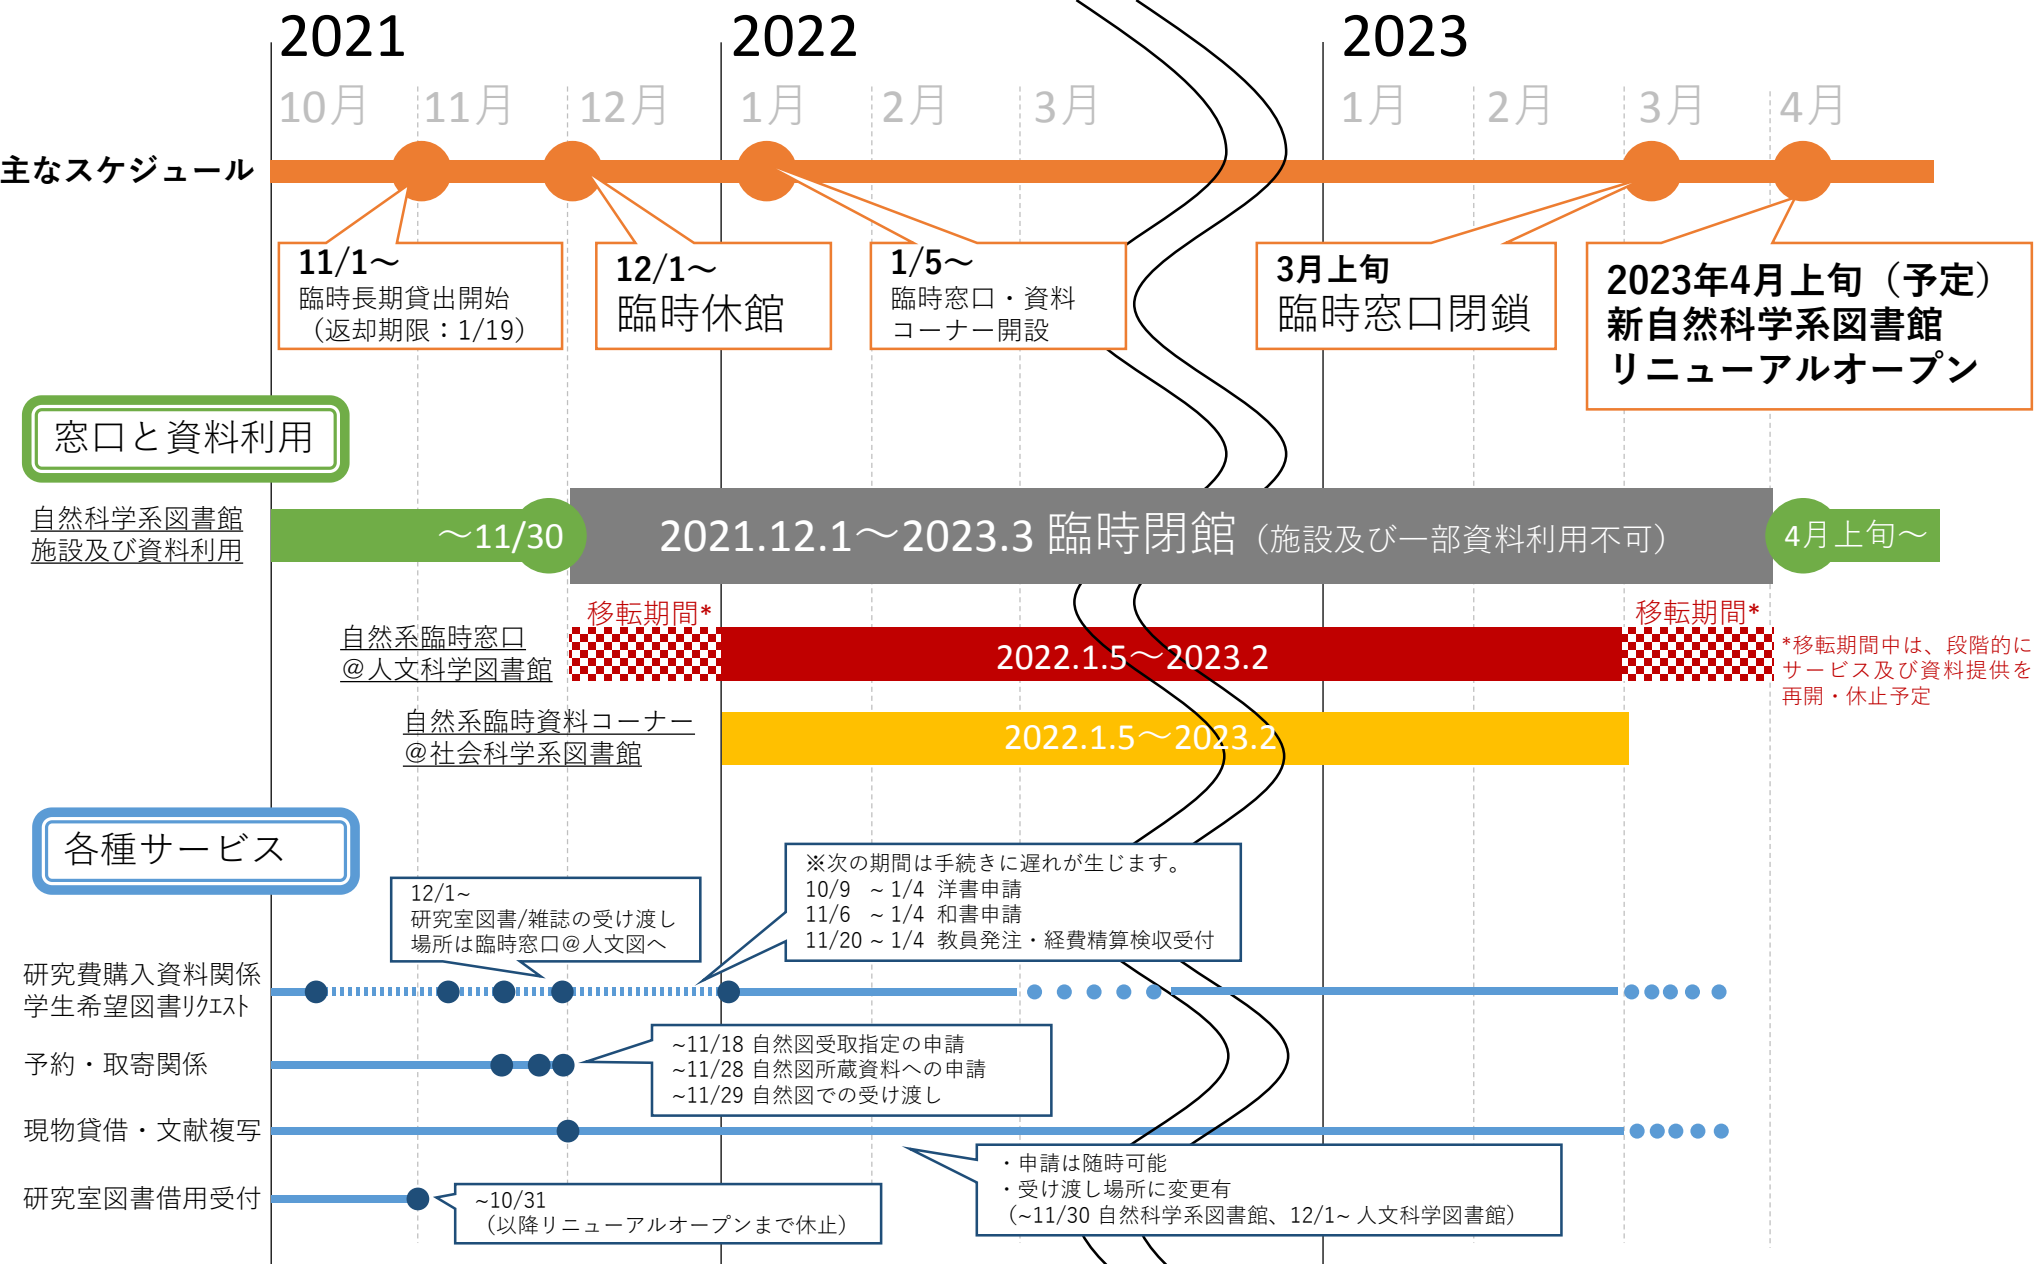 2021
2022
2023
10月
11月
12月
1月
2月
3月
1月
2月
3月
4月
主なスケジュール
11/1～
臨時長期貸出開始
（返却期限：1/19）
12/1～
臨時休館
1/5～
臨時窓口・資料
コーナー開設
3月上旬
臨時窓口閉鎖
2023年4月上旬（予定）
新自然科学系図書館
リニューアルオープン
窓口と資料利用
自然科学系図書館
施設及び資料利用
～11/30
2021.12.1～2023.3 臨時閉館（施設及び一部資料利用不可）
4月上旬～
移転期間*
移転期間*
自然系臨時窓口
＠人文科学図書館
2022.1.5～2023.2
*移転期間中は、段階的に
サービス及び資料提供を
再開・休止予定
自然系臨時資料コーナー
＠社会科学系図書館
2022.1.5～2023.2
各種サービス
12/1~
研究室図書/雑誌の受け渡し
場所は臨時窓口＠人文図へ
※次の期間は手続きに遅れが生じます。
10/9 ~ 1/4 洋書申請
11/6 ~ 1/4 和書申請
11/20 ~ 1/4 教員発注・経費精算検収受付
研究費購入資料関係
学生希望図書ﾘｸｴｽﾄ
予約・取寄関係
~11/18 自然図受取指定の申請
~11/28 自然図所蔵資料への申請
~11/29 自然図での受け渡し
現物貸借・文献複写
・申請は随時可能
・受け渡し場所に変更有
（~11/30 自然科学系図書館、12/1~ 人文科学図書館）
研究室図書借用受付
~10/31
（以降リニューアルオープンまで休止）